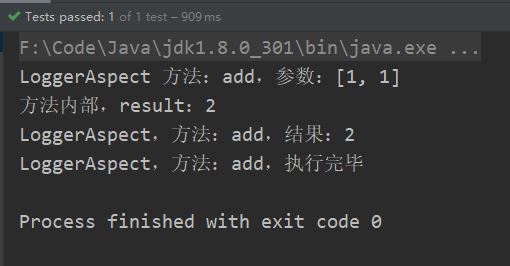 Tests passed: 1 of 1 test – 909 ms
F:\Code\Java\jdk1.8.0_301\bin\java.exe ...
LoggerAspect 方法：add，参数：[1, 1]
方法内部，result：2
LoggerAspect，方法：add，结果：2
LoggerAspect，方法：add，执行完毕
Process finished with exit code 0